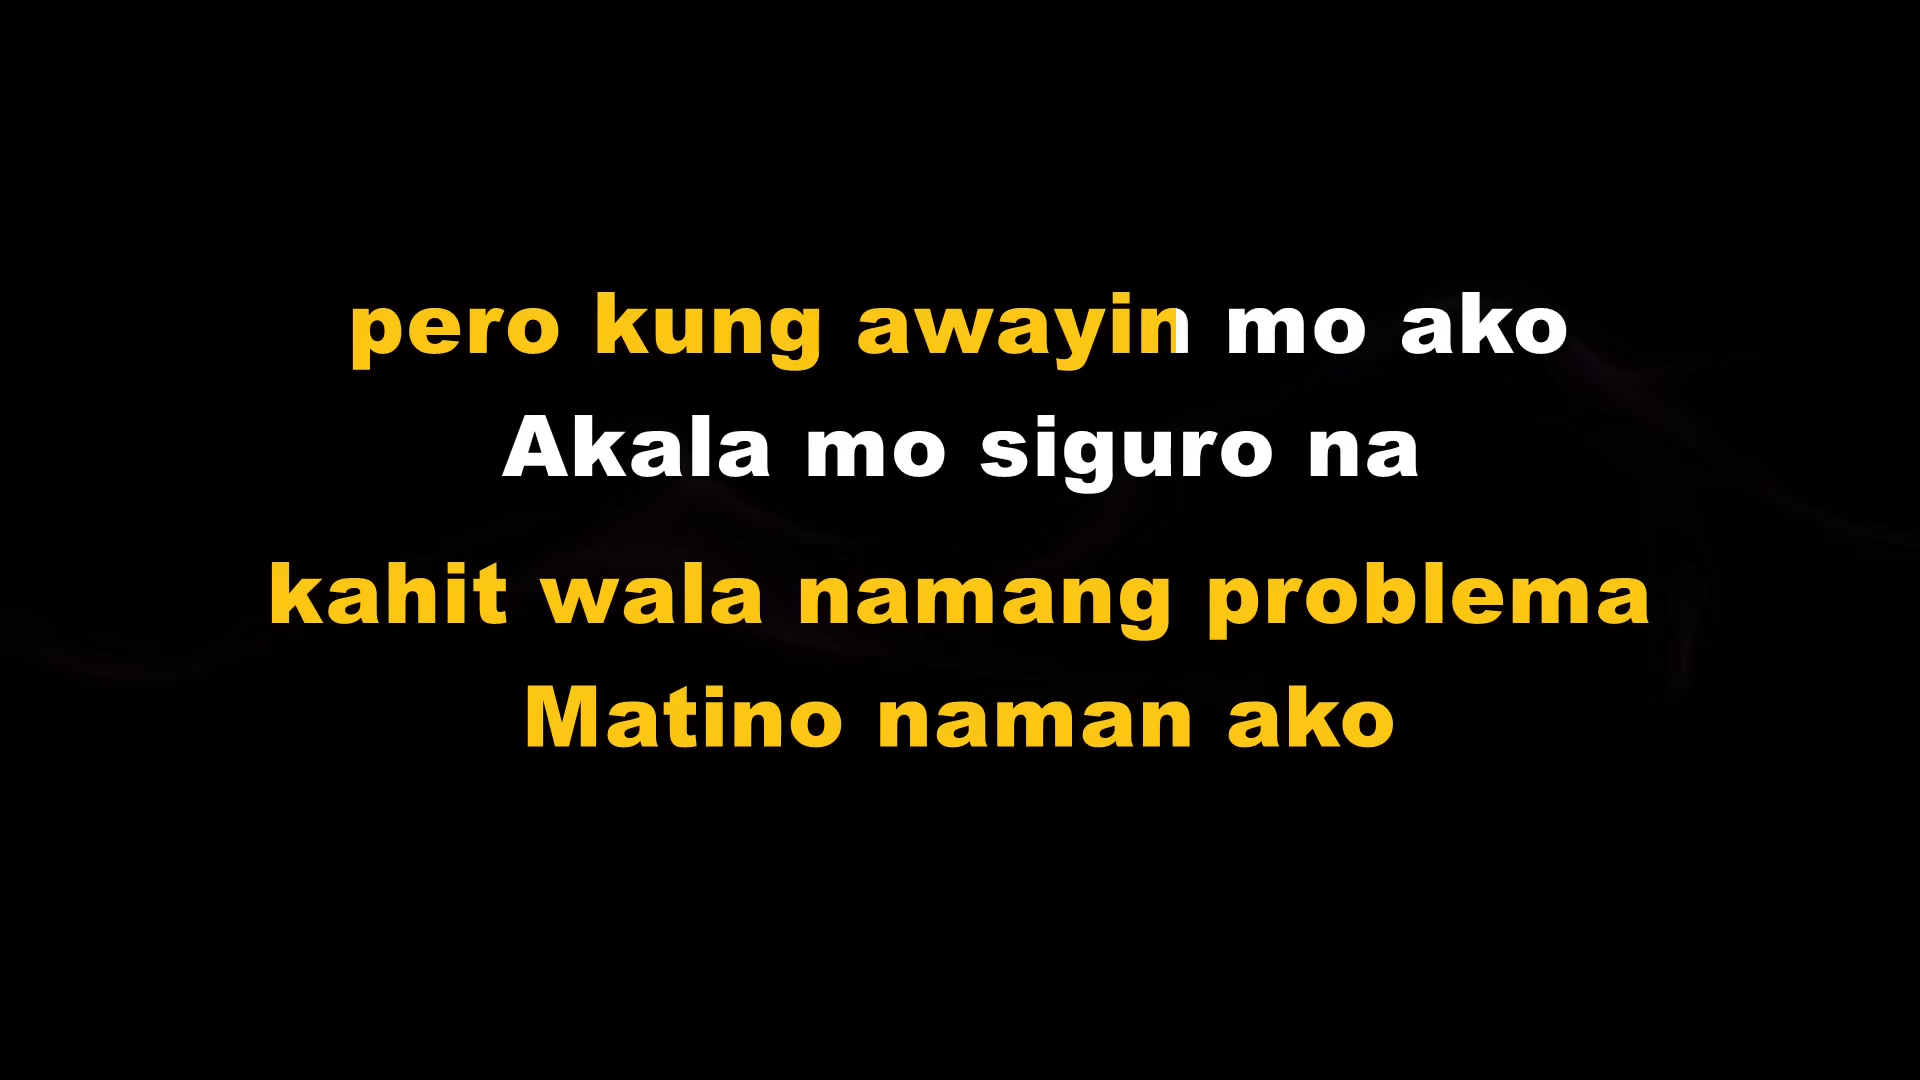 pero kung awayin mo ako
Akala mo siguro na
kahit wala namang problema
Matino naman ako